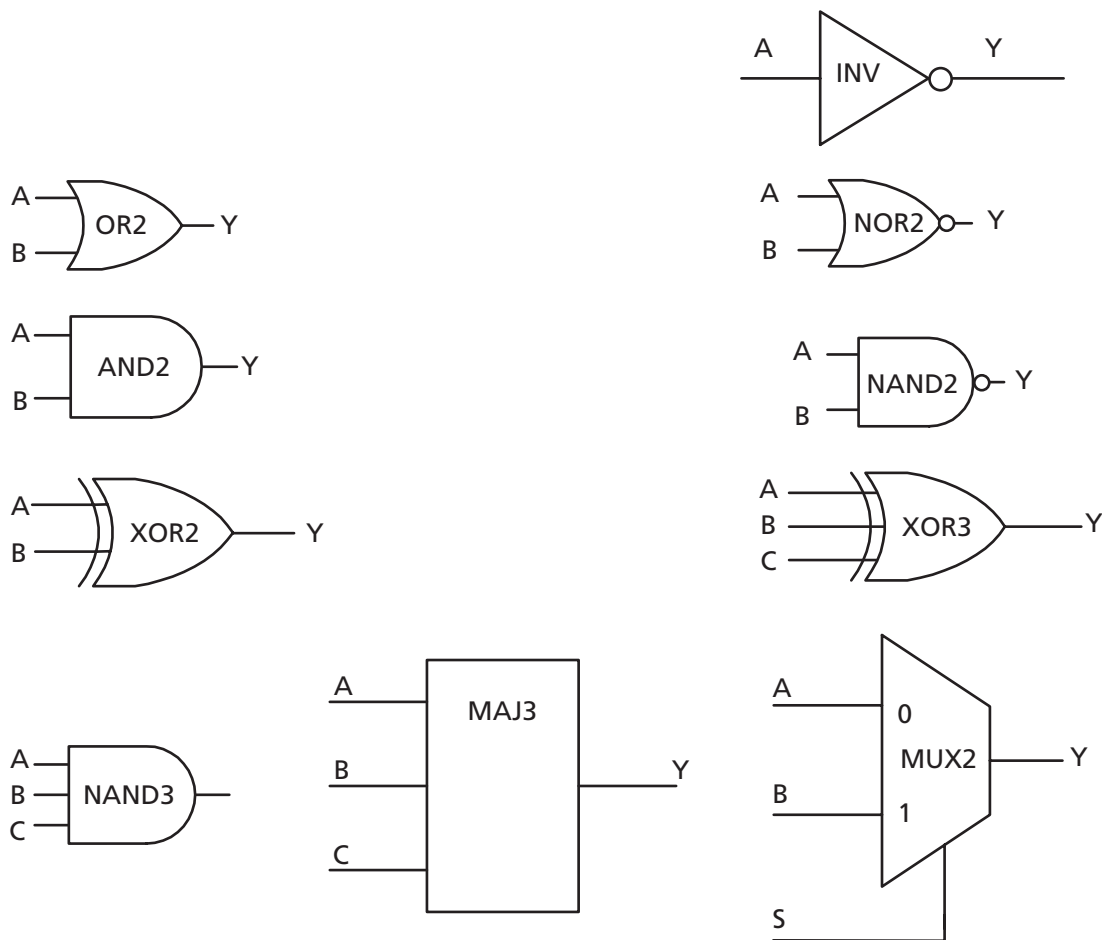 A INV Y
A OR2 Y
B
A NOR2 Y
B
A AND2 Y
B
A NAND2 Y
B
A XOR2 Y
B
A
B XOR3 Y
C
A
B NAND3
C
A MAJ3
B Y
C
A 0
MUX2 Y
B 1
S